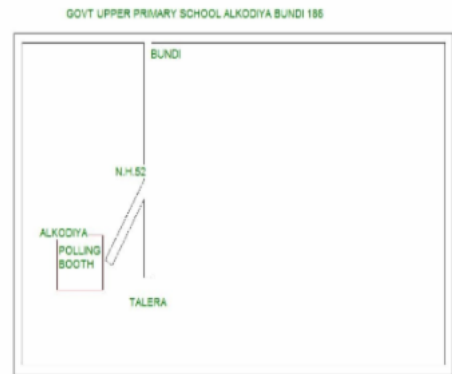 GOVT UPPER PRIMARY SCHOOL ALKODIYA BUNDI 186
BUNDI
N.H.52
ALKODIYA
POLLING
BOOTH
TALERA